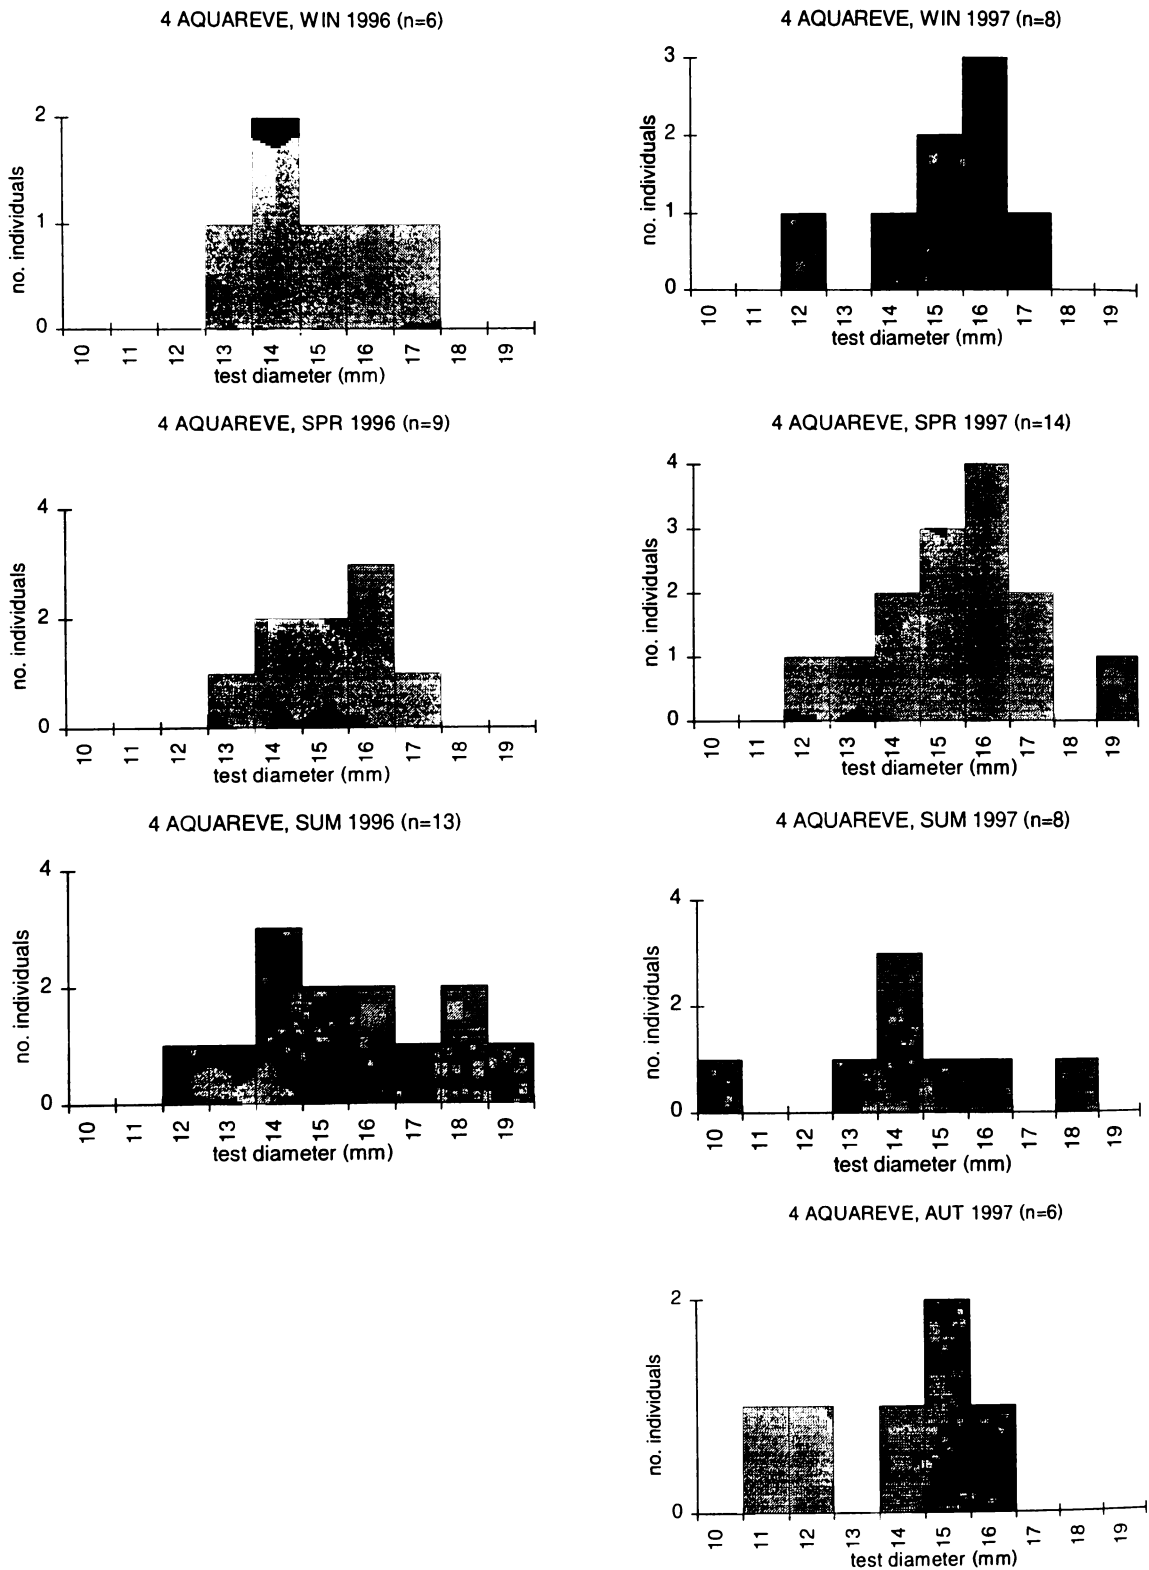 4 AQUAREVE, WIN 1996 (n=6)
2
1
0
no. individuals
10 11 12 13 14 15 16 17 18 19
test diameter (mm)
4 AQUAREVE, WIN 1997 (n=8)
3
2
1
0
no. individuals
10 11 12 13 14 15 16 17 18 19
test diameter (mm)
4 AQUAREVE, SPR 1996 (n=9)
4
2
0
no. individuals
10 11 12 13 14 15 16 17 18 19
test diameter (mm)
4 AQUAREVE, SPR 1997 (n=14)
4
3
2
1
0
no. individuals
10 11 12 13 14 15 16 17 18 19
test diameter (mm)
4 AQUAREVE, SUM 1996 (n=13)
4
2
0
no. individuals
10 11 12 13 14 15 16 17 18 19
test diameter (mm)
4 AQUAREVE, SUM 1997 (n=8)
4
2
0
no. individuals
10 11 12 13 14 15 16 17 18 19
test diameter (mm)
4 AQUAREVE, AUT 1997 (n=6)
2
1
0
no. individuals
10 11 12 13 14 15 16 17 18 19
test diameter (mm)